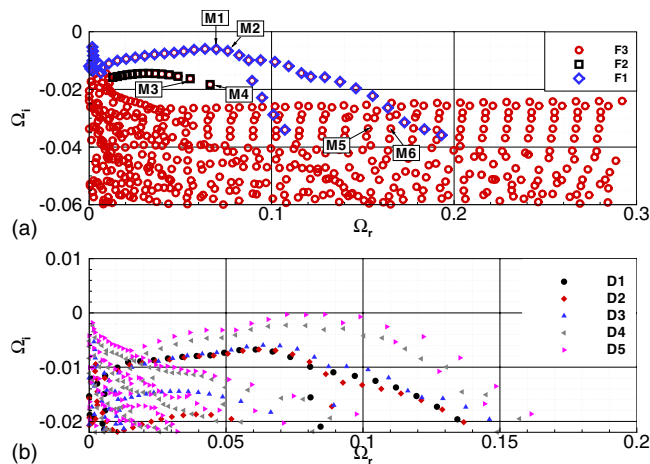 0
M1
M2
F3
F2
F1
-0.02
M3
M4
Ωi
-0.04
M5
M6
-0.06
0
0.1
0.2
0.3
(a)
Ωr
0.01
D1
D2
D3
D4
D5
0
Ωi
-0.01
-0.02
0
0.05
0.1
0.15
0.2
(b)
Ωr